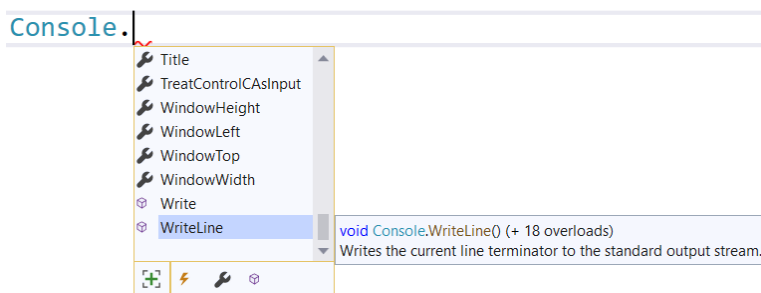 Console.
Title
TreatControlCAsInput
WindowHeight
WindowLeft
WindowTop
WindowWidth
Write
WriteLine
void Console.WriteLine() (+ 18 overloads)
Writes the current line terminator to the standard output stream.